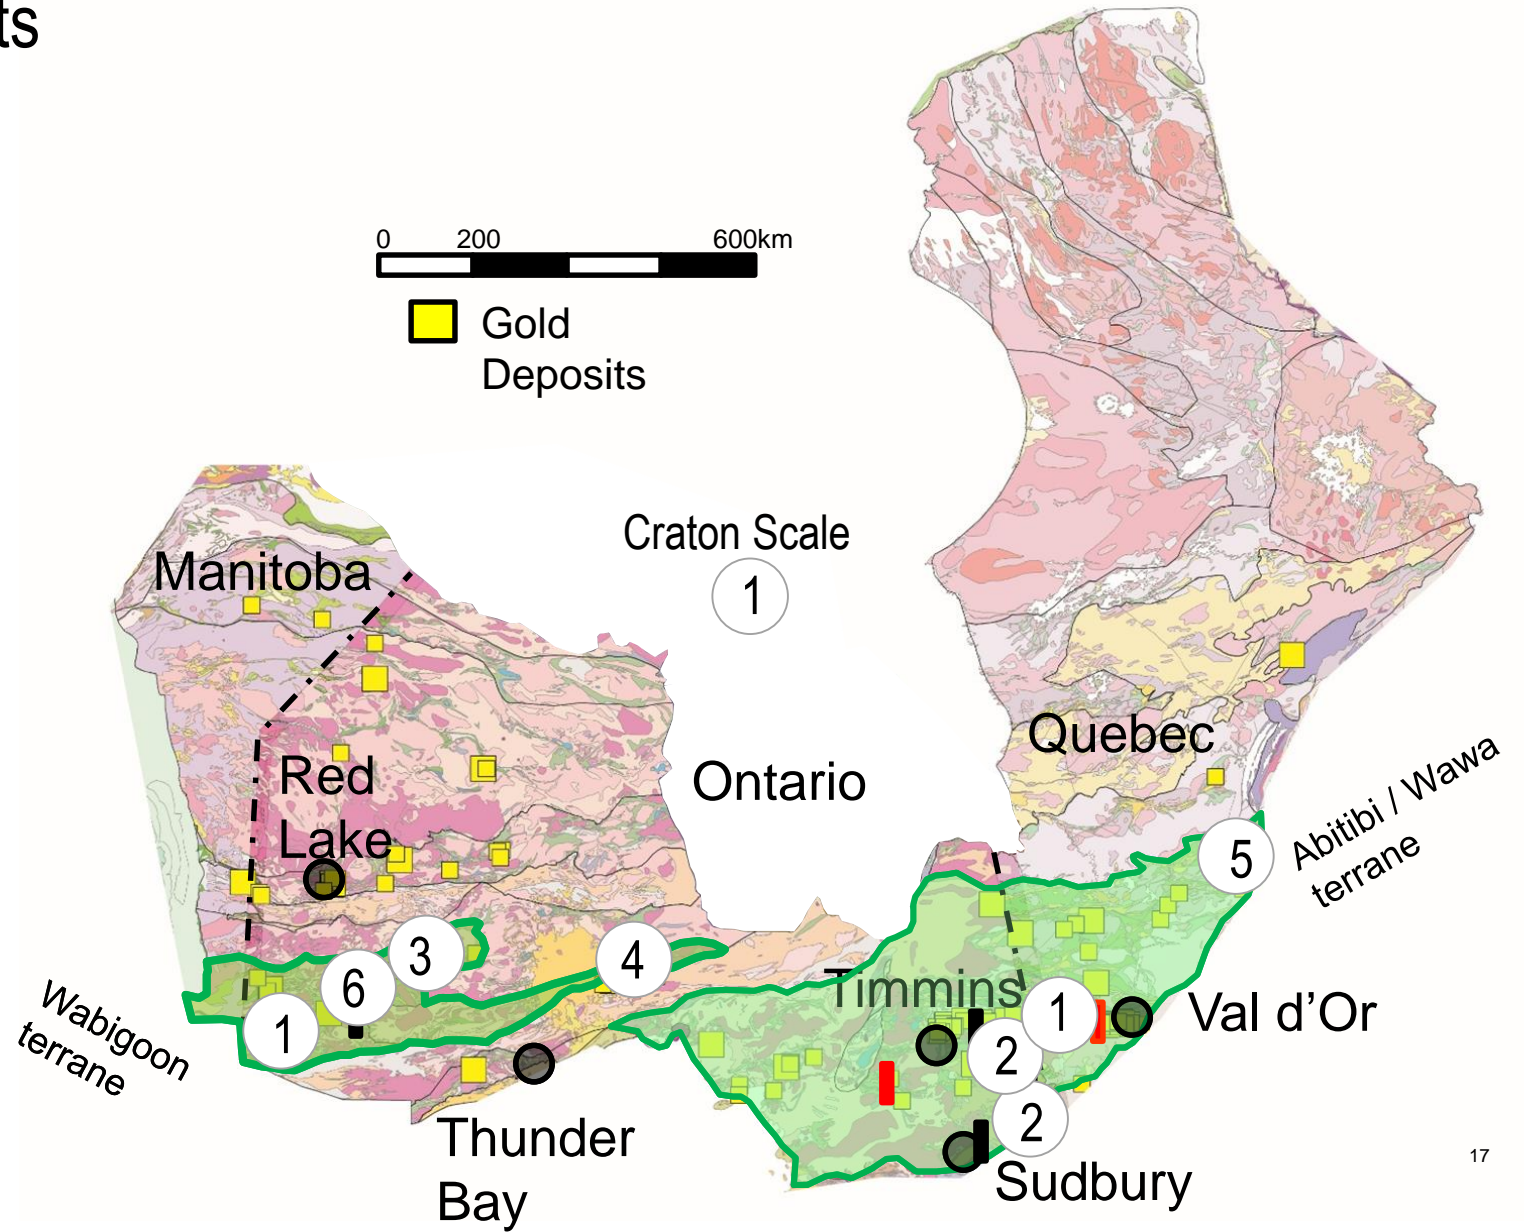 ts
0 200 600km
Gold
Deposits
Craton Scale
1
Manitoba
Red
Lake
Ontario
Quebec
Abitibi / Wawa
terrane
5
3
4
6
1
Wabigoon
terrane
Timmins
1
Val d’Or
2
2
Thunder
Bay
Sudbury
17